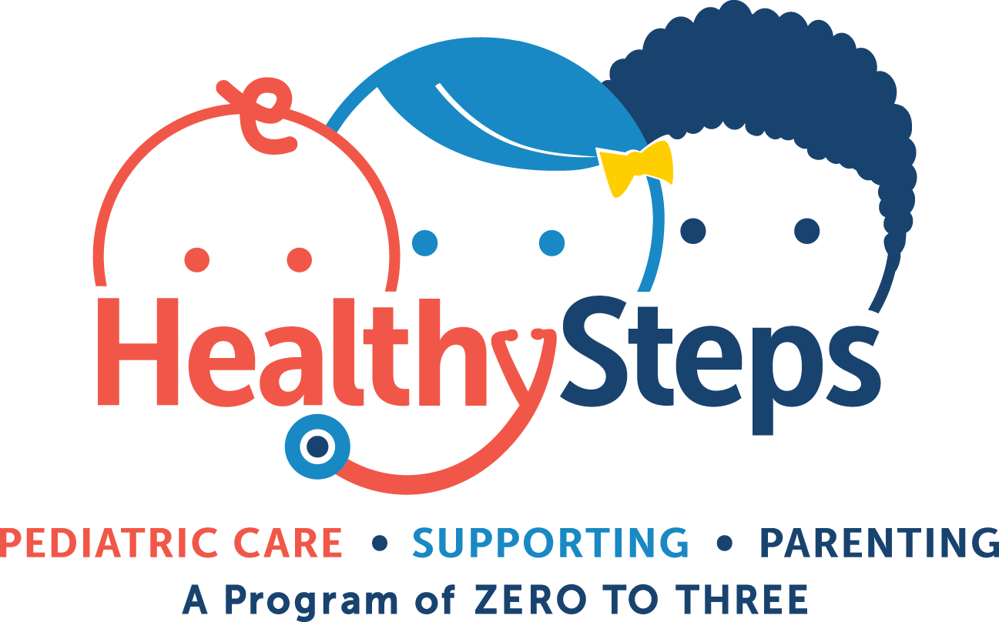 HealthySteps
PEDIATRIC CARE • SUPPORTING • PARENTING
A Program of ZERO TO THREE